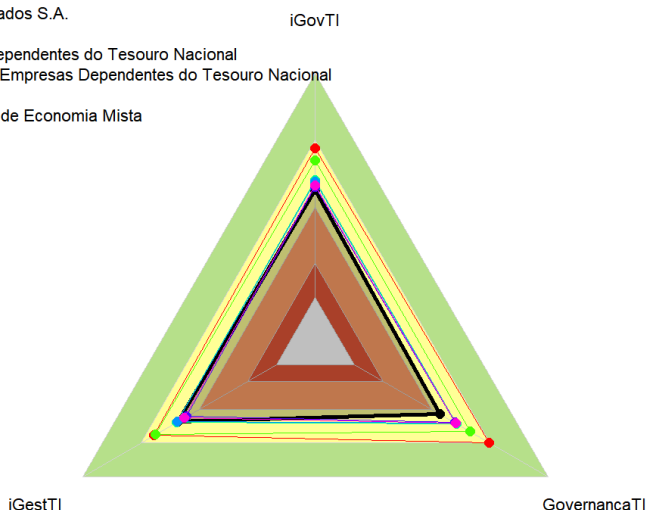 ados S.A.
iGovTI
ependentes do Tesouro Nacional
Empresas Dependentes do Tesouro Nacional
de Economia Mista
iGestTI
GovernancaTI